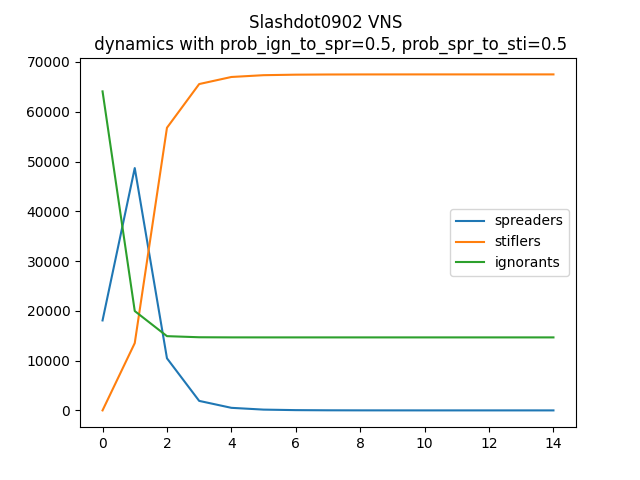 Slashdot0902 VNS
dynamics with prob_ign_to_spr=0.5, prob_spr_to_sti=0.5
70000
60000
50000
40000
30000
20000
10000
0
spreaders
stiflers
ignorants
0 2 4 6 8 10 12 14